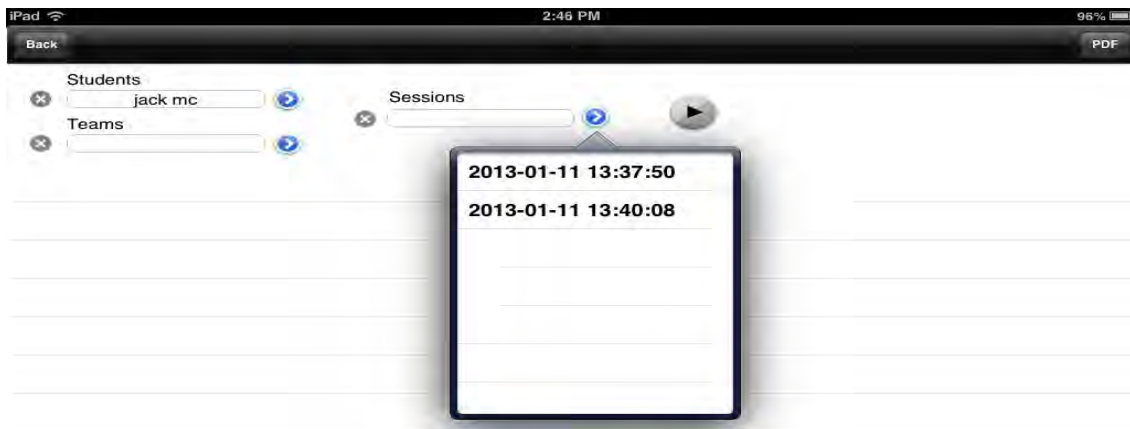 iPad 2:46 PM 96%
Back PDF
Students
jack mc
Teams
Sessions
2013-01-11 13:37:50
2013-01-11 13:40:08